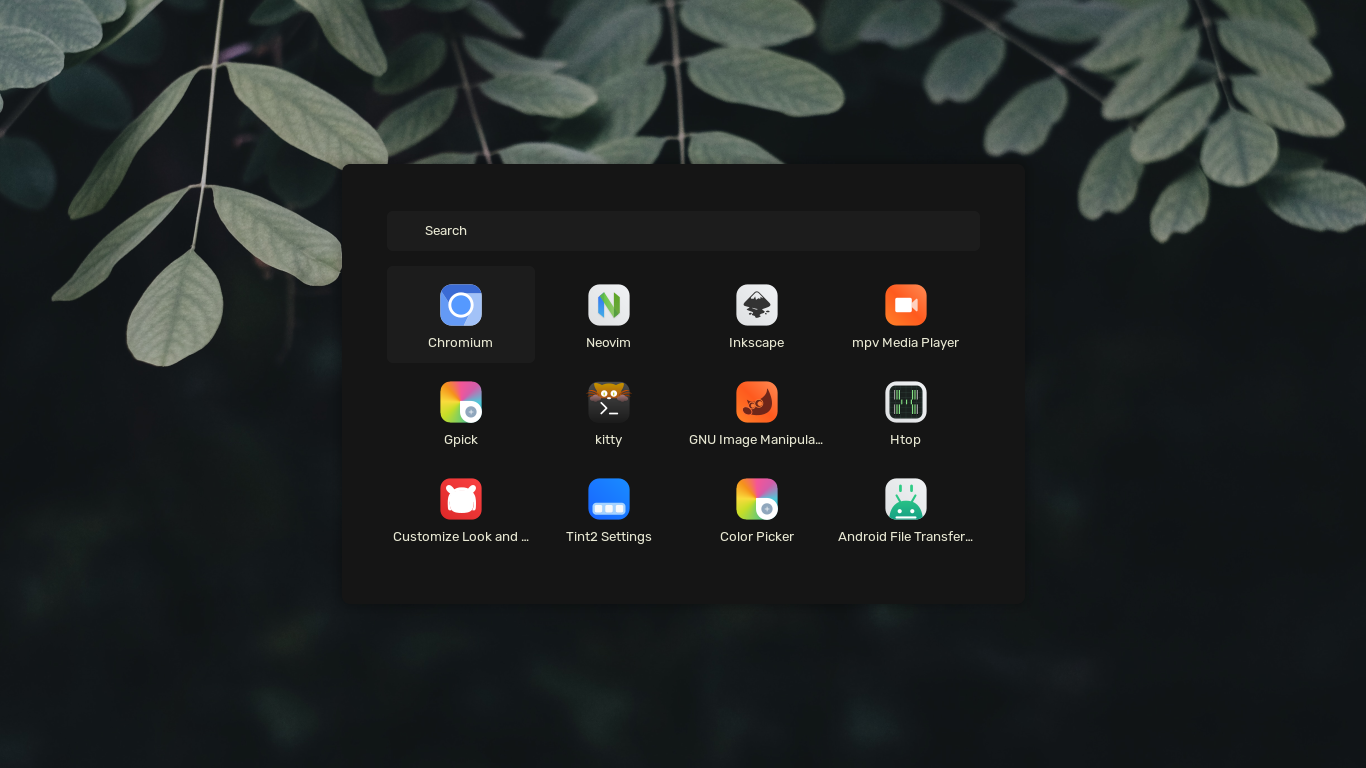 Search
Chromium
Neovim
Inkscape
mpv Media Player
Gpick
kitty
GNU Image Manipula...
Htop
Customize Look and ...
Tint2 Settings
Color Picker
Android File Transfer...